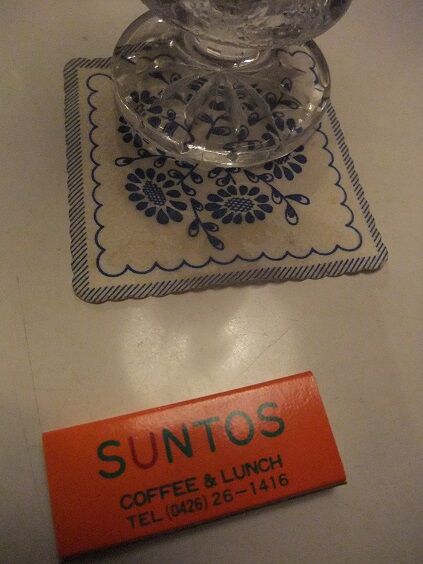 SUNTOS
COFFEE & LUNCH
TEL (0426) 26-1416